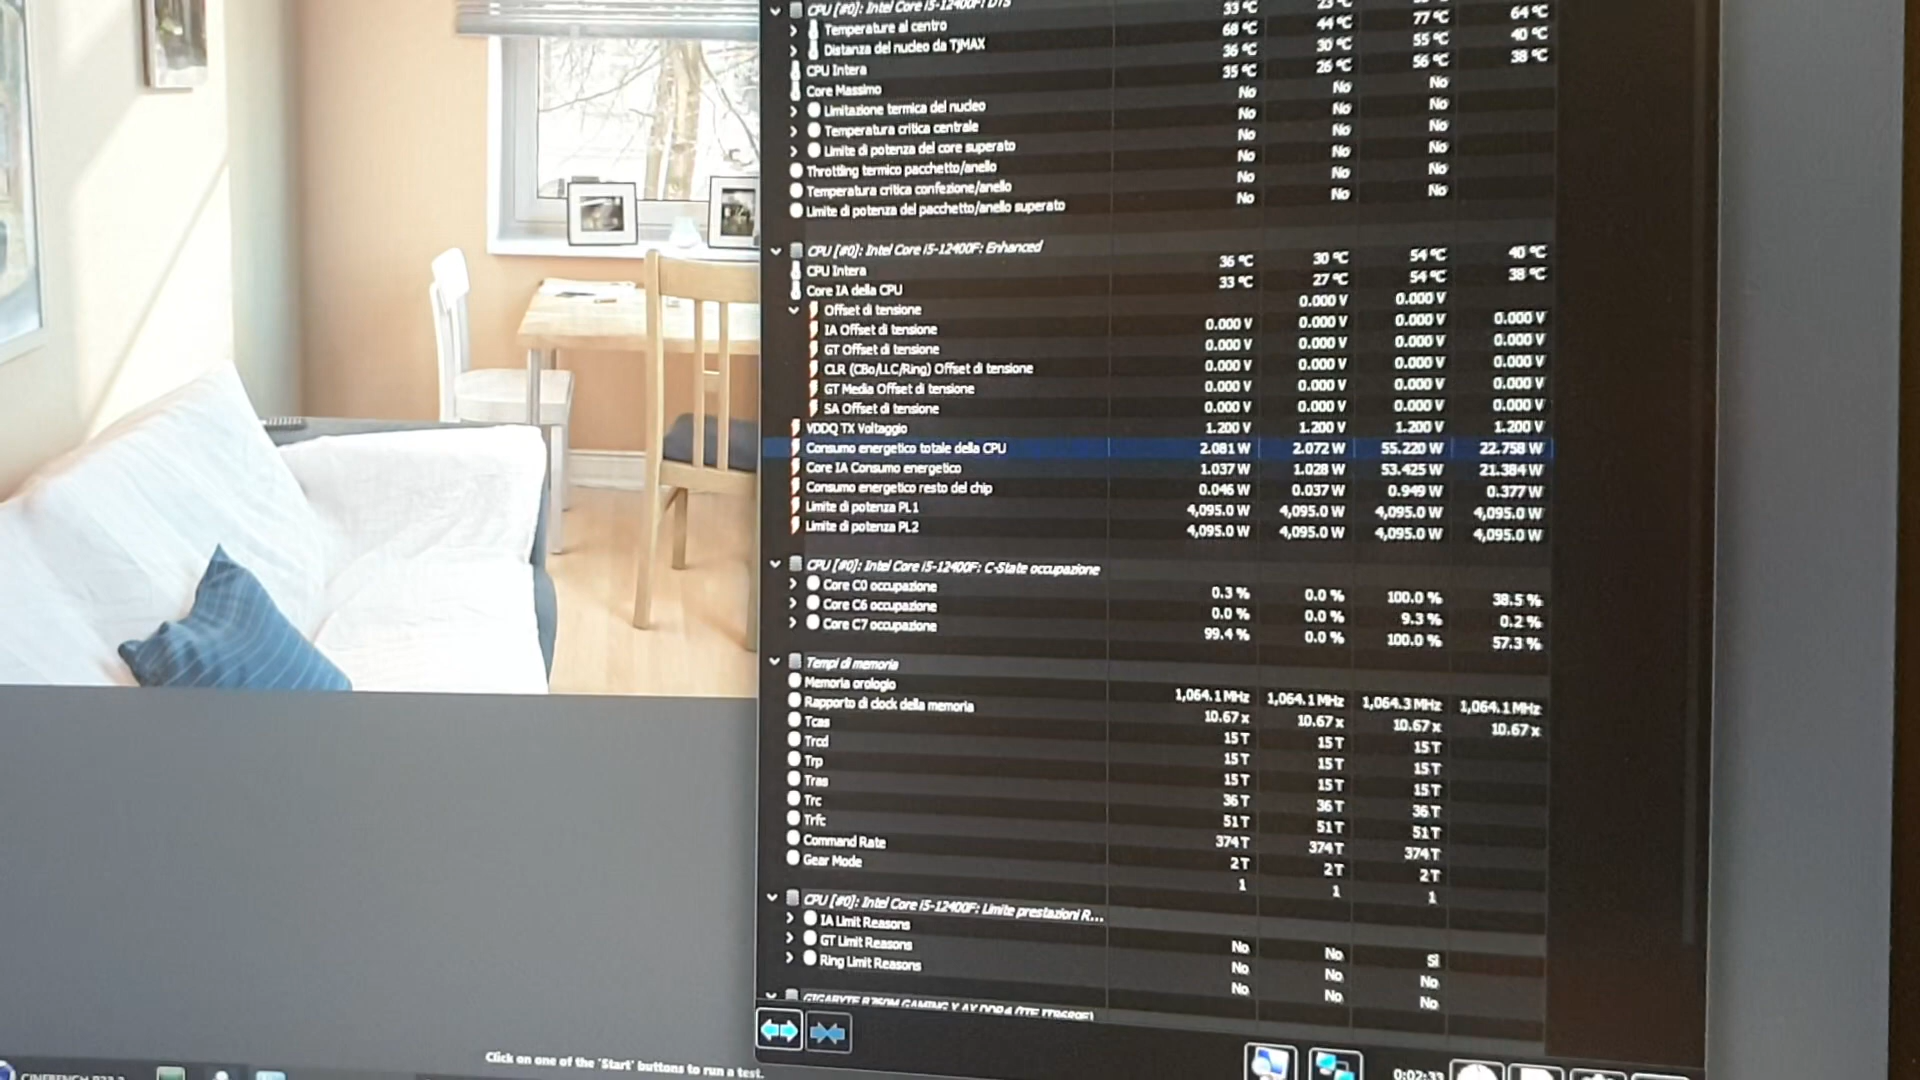 CPU [#0]: Intel Core i5-12400F: DTS
Temperature al centro 33 °C 23 °C 64 °C
Distanza del nucleo da TjMAX 68 °C 44 °C 77 °C 40 °C
CPU Intera 36 °C 30 °C 55 °C 38 °C
Core Massimo 35 °C 26 °C 56 °C
Limitazione termica del nucleo No No No
Temperatura critica centrale No No No
Limite di potenza del core superato No No No
Throttling termico pacchetto/anello No No No
Temperatura critica confezione/anello No No No
Limite di potenza del pacchetto/anello superato No No No
CPU [#0]: Intel Core i5-12400F: Enhanced
CPU Intera 36 °C 30 °C 54 °C 40 °C
Core IA della CPU 33 °C 27 °C 54 °C 38 °C
Offset di tensione 0.000 V 0.000 V
IA Offset di tensione 0.000 V 0.000 V 0.000 V 0.000 V
GT Offset di tensione 0.000 V 0.000 V 0.000 V 0.000 V
CLR (CBo/LLC/Ring) Offset di tensione 0.000 V 0.000 V 0.000 V 0.000 V
GT Media Offset di tensione 0.000 V 0.000 V 0.000 V 0.000 V
SA Offset di tensione 0.000 V 0.000 V 0.000 V 0.000 V
VDDQ TX Voltaggio 1.200 V 1.200 V 1.200 V 1.200 V
Consumo energetico totale della CPU 2.081 W 2.072 W 55.220 W 22.758 W
Core IA Consumo energetico 1.037 W 1.028 W 53.425 W 21.384 W
Consumo energetico resto del chip 0.046 W 0.037 W 0.949 W 0.377 W
Limite di potenza PL1 4,095.0 W 4,095.0 W 4,095.0 W 4,095.0 W
Limite di potenza PL2 4,095.0 W 4,095.0 W 4,095.0 W 4,095.0 W
CPU [#0]: Intel Core i5-12400F: C-State occupazione
Core C0 occupazione 0.3 % 0.0 % 100.0 % 38.5 %
Core C6 occupazione 0.0 % 0.0 % 9.3 % 0.2 %
Core C7 occupazione 99.4 % 0.0 % 100.0 % 57.3 %
Tempi di memoria
Memoria orologio 1,064.1 MHz 1,064.1 MHz 1,064.3 MHz 1,064.1 MHz
Rapporto di clock della memoria 10.67 x 10.67 x 10.67 x 10.67 x
Tcas 15 T 15 T 15 T
Trcd 15 T 15 T 15 T
Trp 15 T 15 T 15 T
Tras 36 T 36 T 36 T
Trc 51 T 51 T 51 T
Trfc 374 T 374 T 374 T
Command Rate 2 T 2 T 2 T
Gear Mode 1 1 1
CPU [#0]: Intel Core i5-12400F: Limite prestazioni R...
IA Limit Reasons No No Sì
GT Limit Reasons No No No
Ring Limit Reasons No No No
GIGABYTE B760M GAMING X AX DDR4 (ITE IT8689E)
Click on one of the 'Start' buttons to run a test.
0:02:33